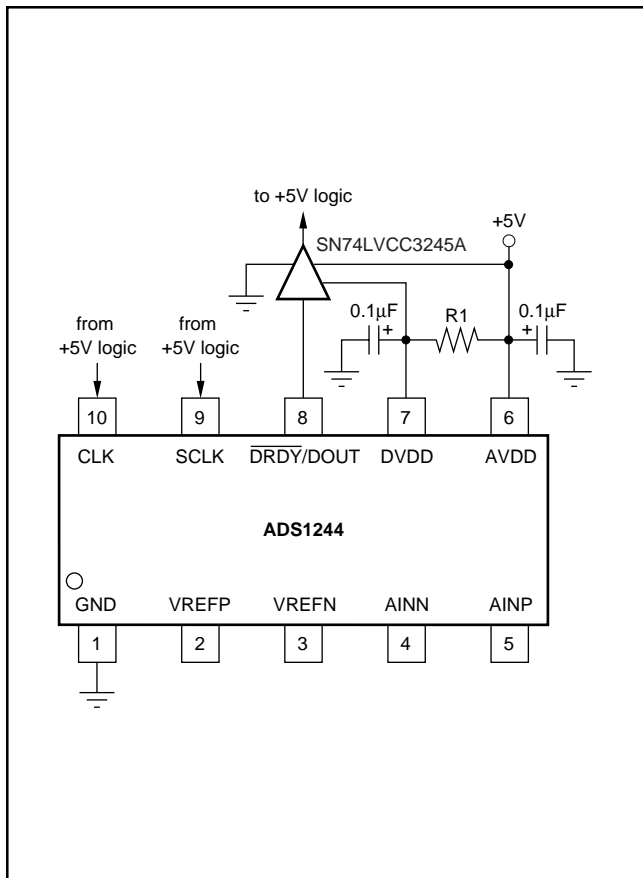 to +5V logic
+5V
SN74LVCC3245A
0.1µF
+
R1
0.1µF
+
from
+5V logic
from
+5V logic
10
9
8
7
6
CLK
SCLK
DRDY/DOUT
DVDD
AVDD
ADS1244
GND
VREFP
VREFN
AINN
AINP
1
2
3
4
5